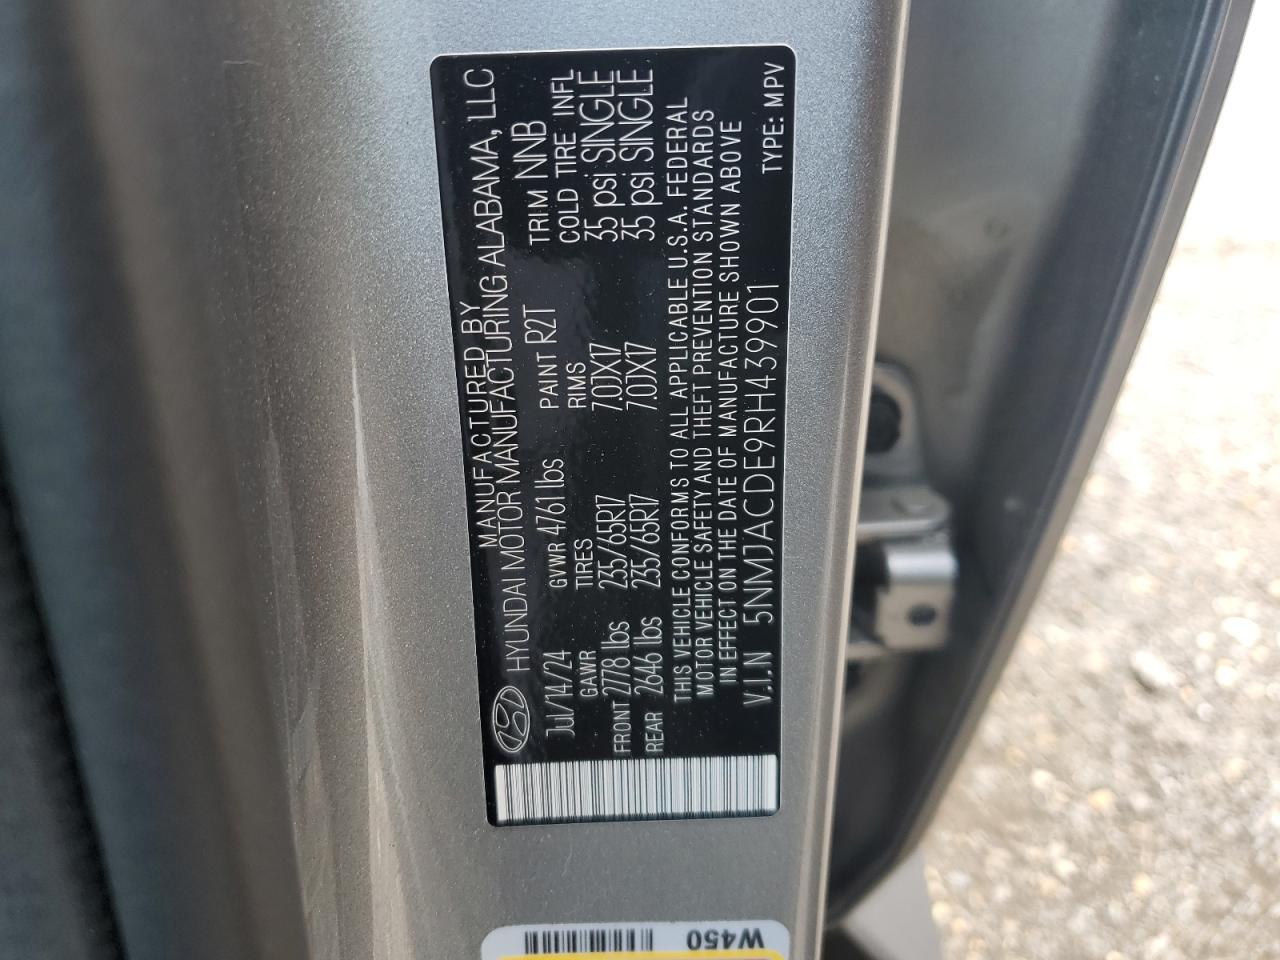 MANUFACTURED BY
HYUNDAI MOTOR MANUFACTURING ALABAMA, LLC
Jul/14/24 GVWR 4761 lbs PAINT R2T TRIM NNB
GAWR TIRES RIMS COLD TIRE INFL
FRONT 2778 lbs 235/65R17 7.0JX17 35 psi SINGLE
REAR 2646 lbs 235/65R17 7.0JX17 35 psi SINGLE
THIS VEHICLE CONFORMS TO ALL APPLICABLE U.S.A. FEDERAL
MOTOR VEHICLE SAFETY AND THEFT PREVENTION STANDARDS
IN EFFECT ON THE DATE OF MANUFACTURE SHOWN ABOVE
V.I.N 5NMJACDE9RH439901 TYPE: MPV
W450